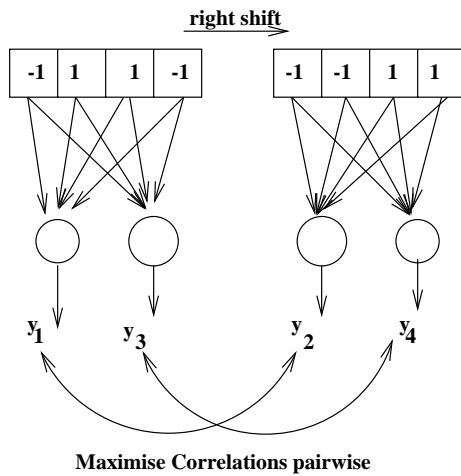 right shift
-1 1 1 -1 -1 -1 1 1
y1 y3 y2 y4
Maximise Correlations pairwise